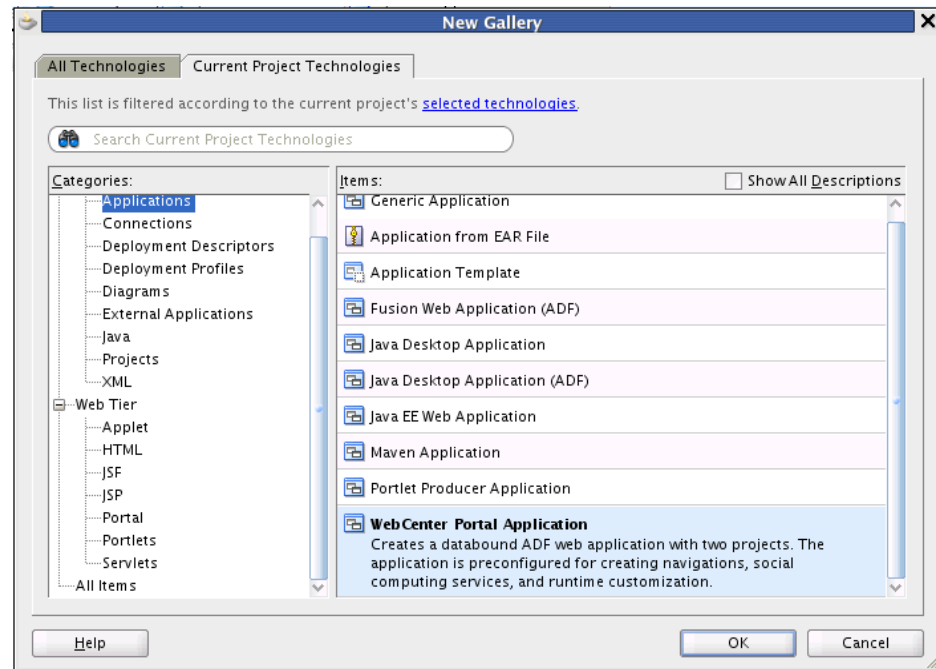 New Gallery
All Technologies
Current Project Technologies
This list is filtered according to the current project's selected technologies.
Search Current Project Technologies
Categories:
Applications
Connections
Deployment Descriptors
Deployment Profiles
Diagrams
External Applications
Java
Projects
XML
Web Tier
Applet
HTML
JSF
JSP
Portal
Portlets
Servlets
All Items
Items:
Show All Descriptions
Generic Application
Application from EAR File
Application Template
Fusion Web Application (ADF)
Java Desktop Application
Java Desktop Application (ADF)
Java EE Web Application
Maven Application
Portlet Producer Application
WebCenter Portal Application
Creates a databound ADF web application with two projects. The
application is preconfigured for creating navigations, social
computing services, and runtime customization.
Help
OK
Cancel